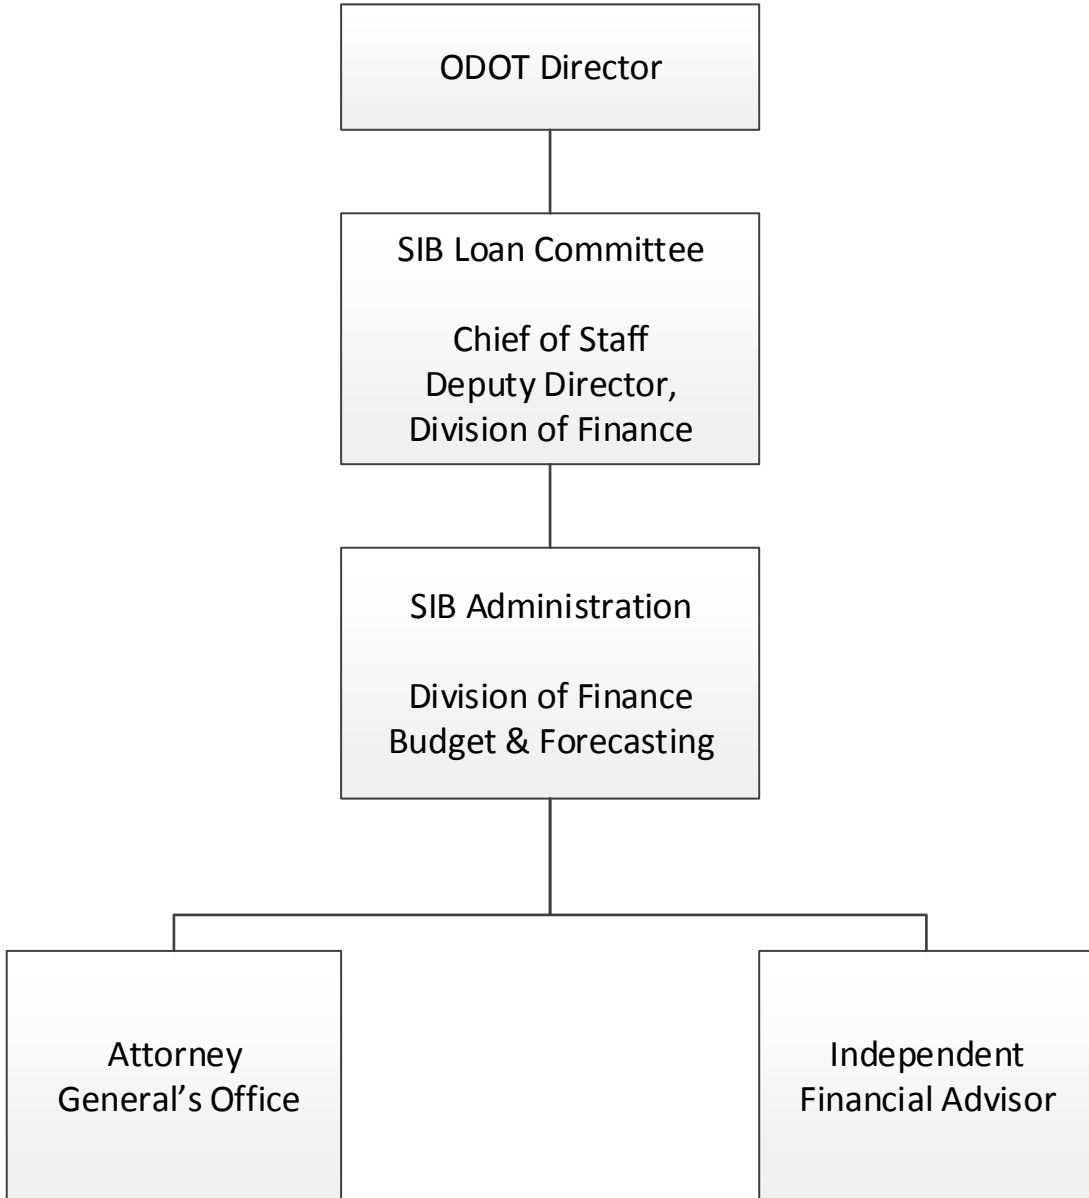 ODOT Director
SIB Loan Committee
Chief of Staff
Deputy Director,
Division of Finance
SIB Administration
Division of Finance
Budget & Forecasting
Attorney
General’s Office
Independent
Financial Advisor